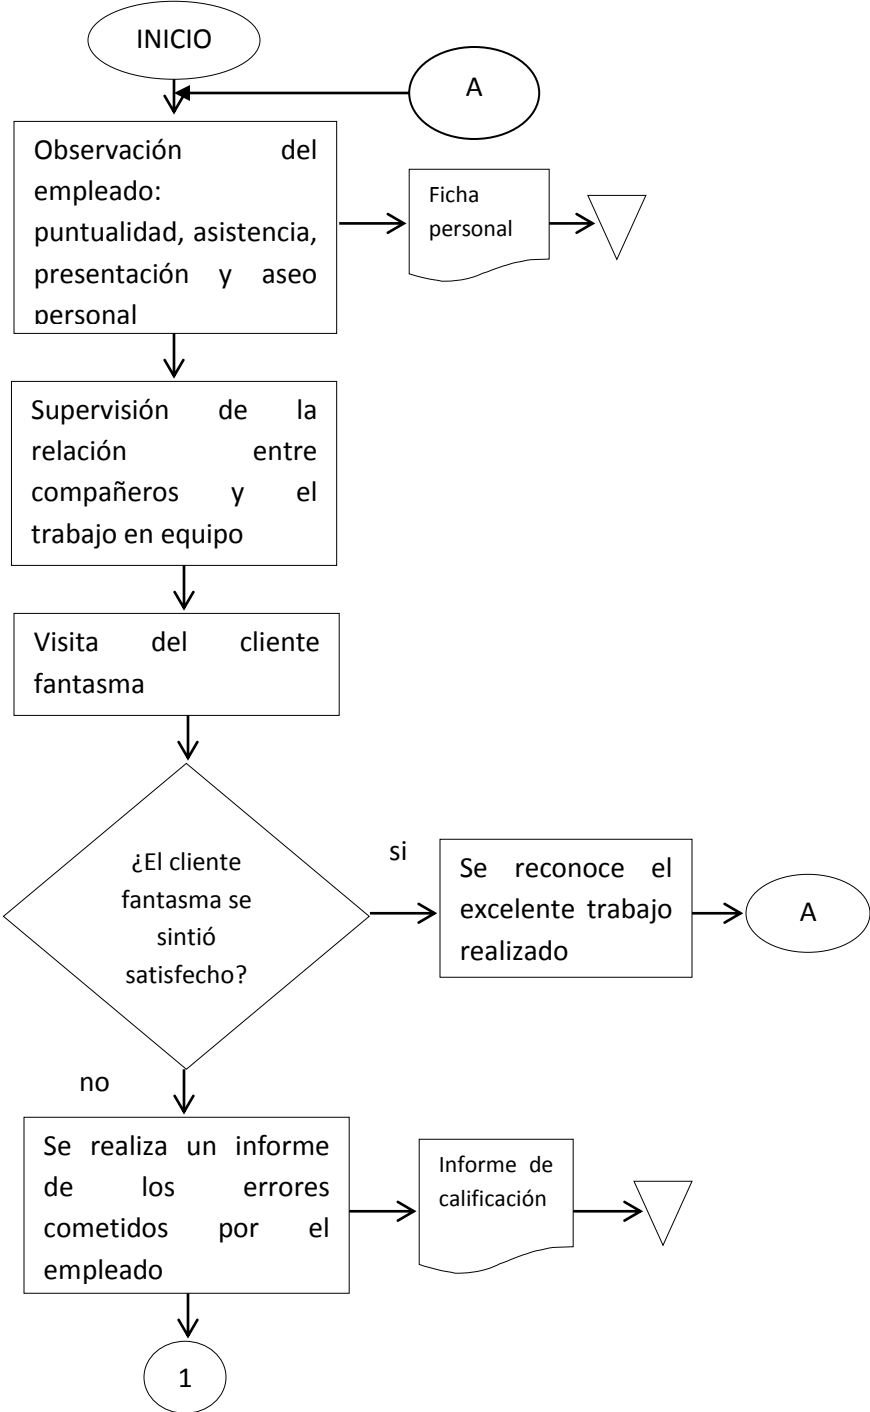 INICIO
A
Observación del
empleado:
puntualidad, asistencia,
presentación y aseo
personal
Ficha
personal
Supervisión de la
relación entre
compañeros y el
trabajo en equipo
Visita del cliente
fantasma
¿El cliente
fantasma se
sintió
satisfecho?
si
Se reconoce el
excelente trabajo
realizado
A
no
Se realiza un informe
de los errores
cometidos por el
empleado
Informe de
calificación
1